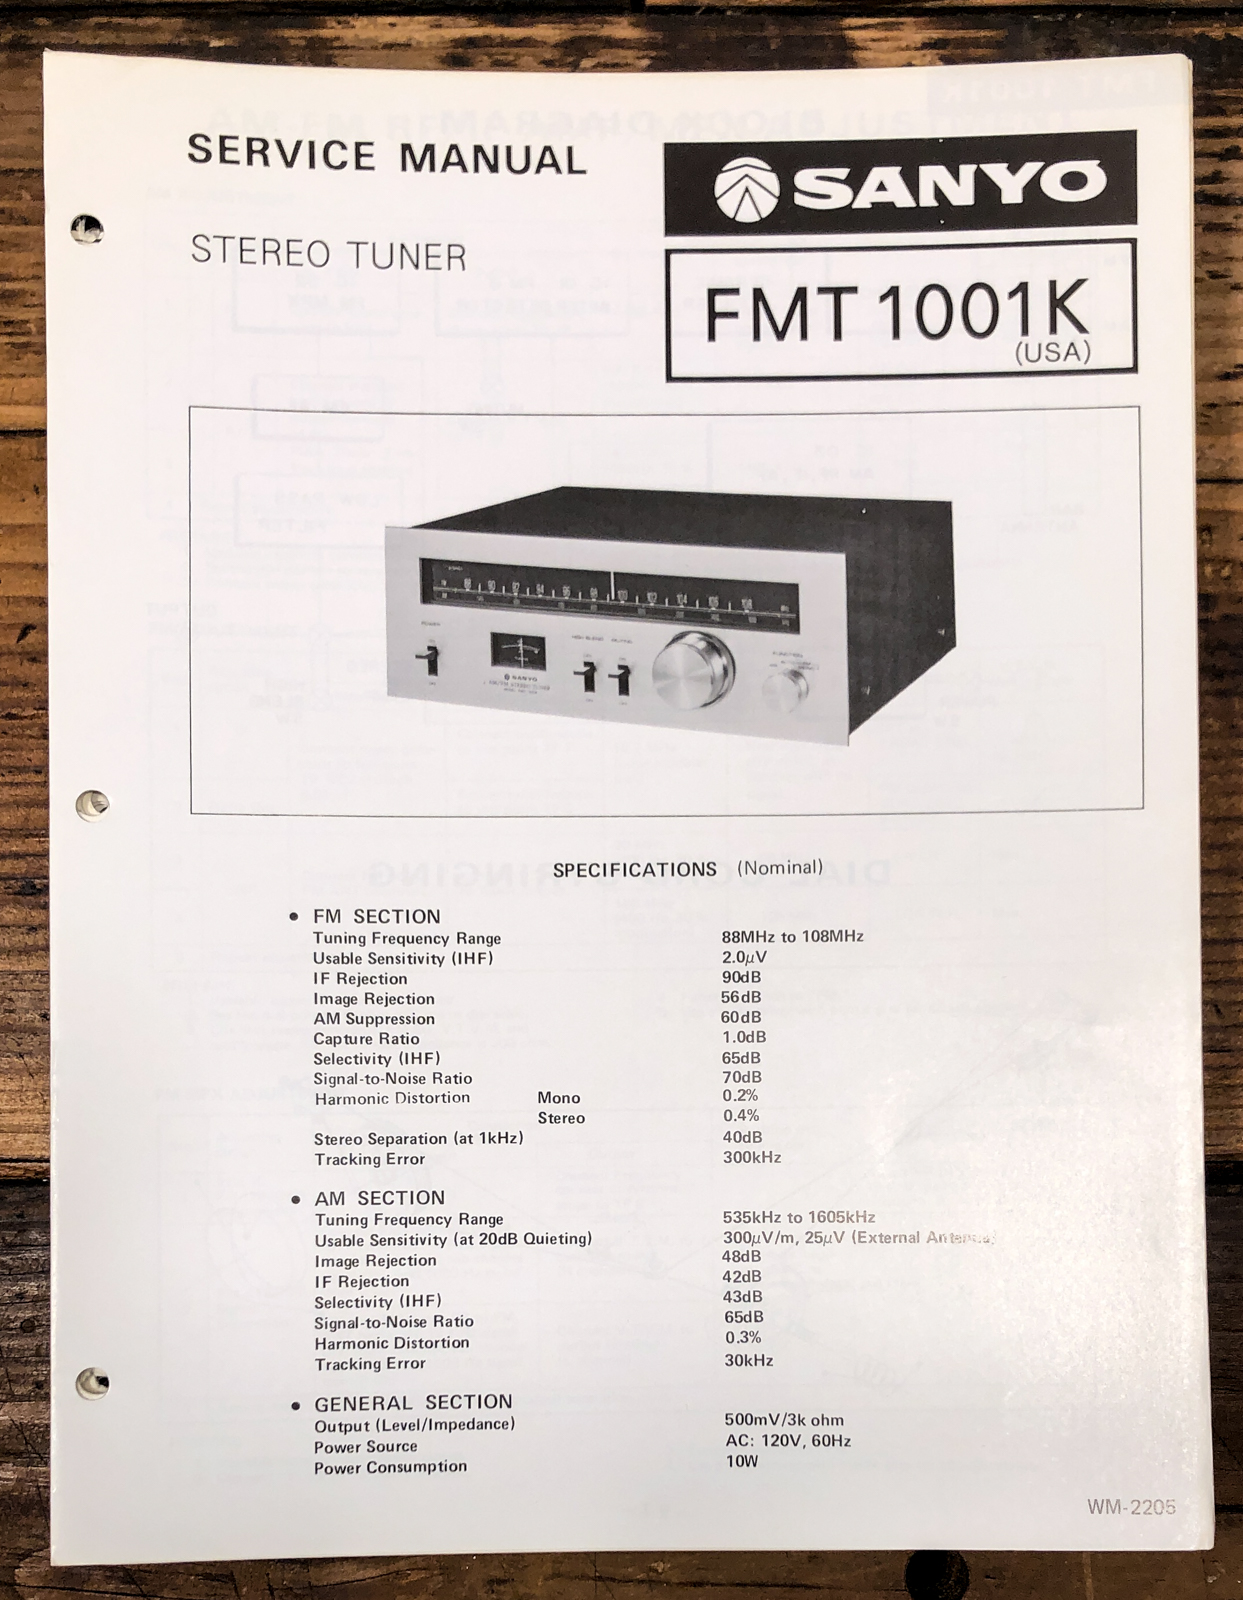 SERVICE MANUAL
SANYO
STEREO TUNER
FMT 1001K
(USA)
POWER
SANYO
FUNCTION
SPECIFICATIONS (Nominal)
• FM SECTION
Tuning Frequency Range 88MHz to 108MHz
Usable Sensitivity (IHF) 2.0μV
IF Rejection 90dB
Image Rejection 56dB
AM Suppression 60dB
Capture Ratio 1.0dB
Selectivity (IHF) 65dB
Signal-to-Noise Ratio 70dB
Harmonic Distortion Mono 0.2%
Stereo 0.4%
Stereo Separation (at 1kHz) 40dB
Tracking Error 300kHz
• AM SECTION
Tuning Frequency Range 535kHz to 1605kHz
Usable Sensitivity (at 20dB Quieting) 300μV/m, 25μV (External Antenna)
Image Rejection 48dB
IF Rejection 42dB
Selectivity (IHF) 43dB
Signal-to-Noise Ratio 65dB
Harmonic Distortion 0.3%
Tracking Error 30kHz
• GENERAL SECTION
Output (Level/Impedance) 500mV/3k ohm
Power Source AC: 120V, 60Hz
Power Consumption 10W
WM-2205